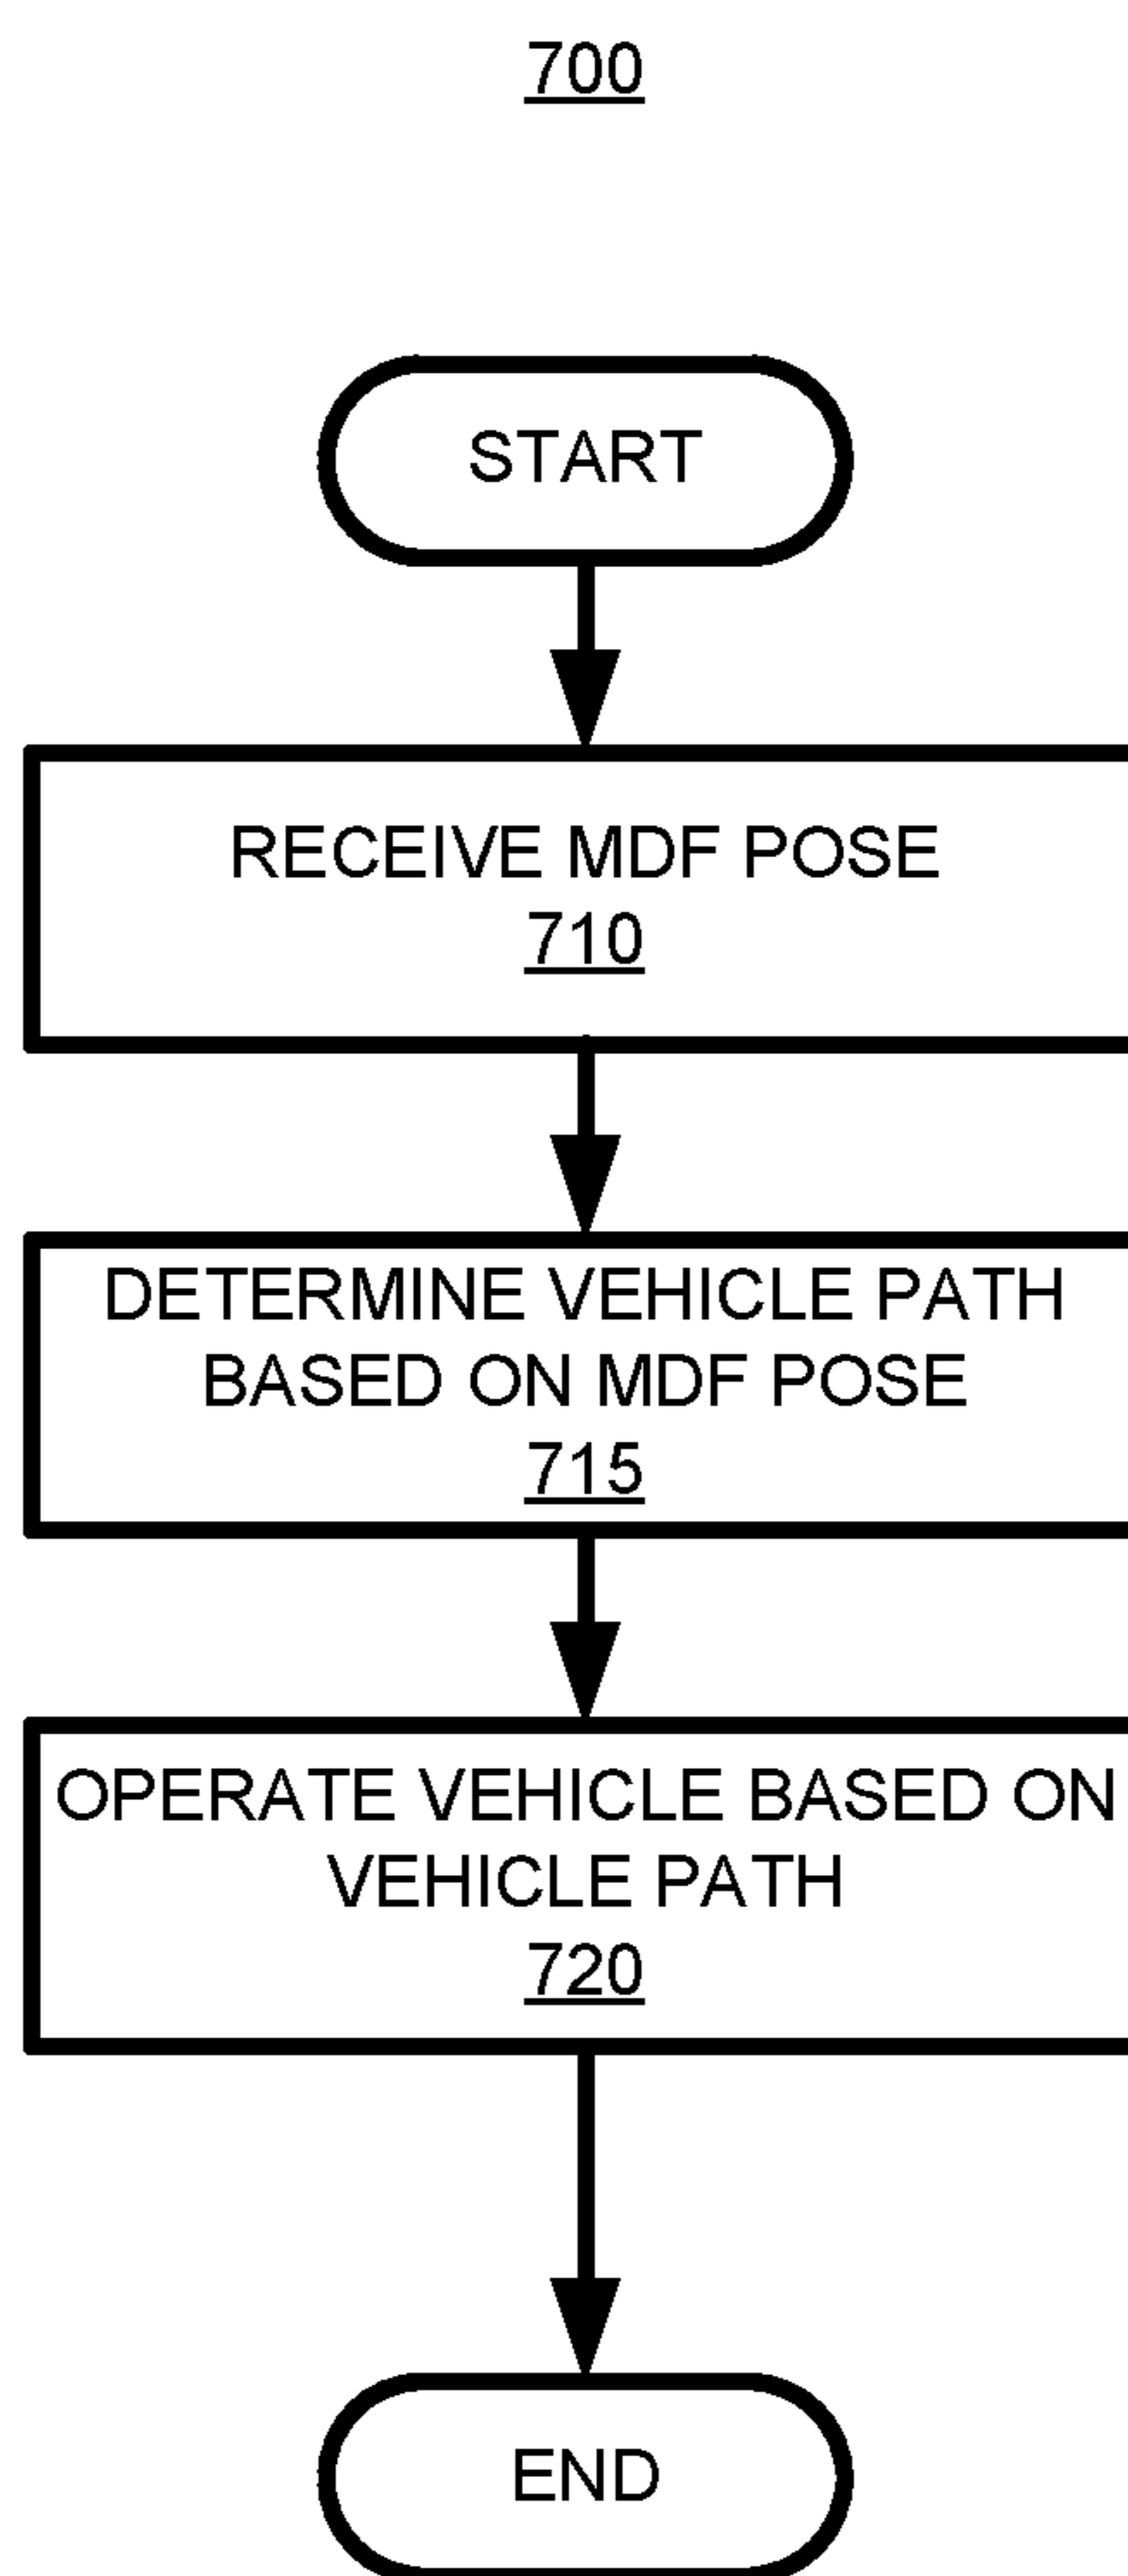 700
START
RECEIVE MDF POSE
710
DETERMINE VEHICLE PATH
BASED ON MDF POSE
715
OPERATE VEHICLE BASED ON
VEHICLE PATH
720
END